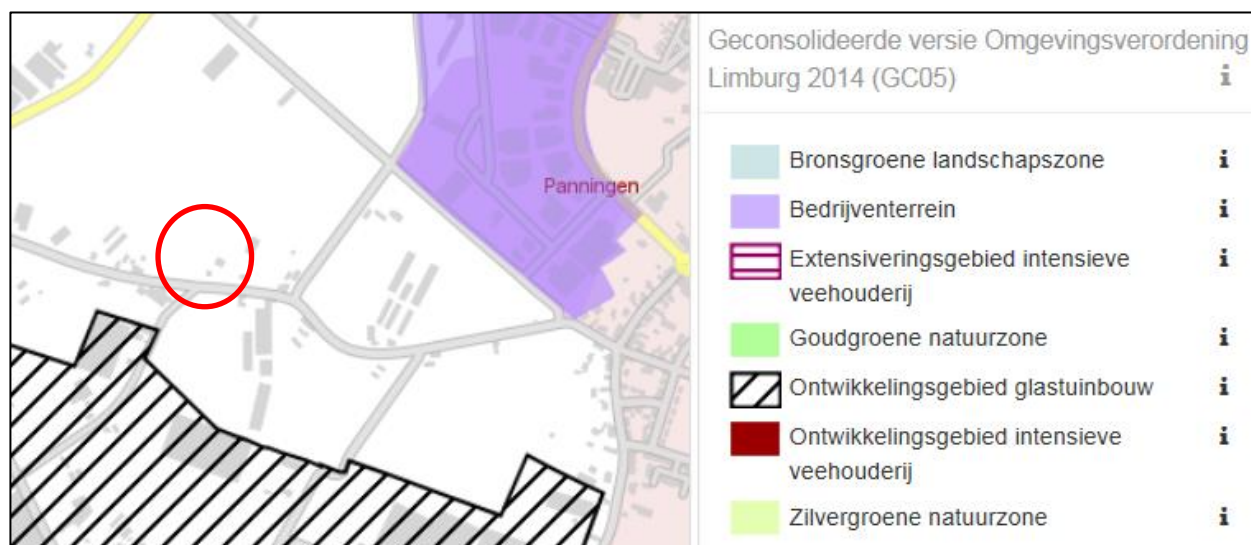 Geconsolideerde versie Omgevingsverordening
Limburg 2014 (GC05)
Panningen
Bronsgroene landschapszone
Bedrijventerrein
Extensiveringsgebied intensieve
veehouderij
Goudgroene natuurzone
Ontwikkelingsgebied glastuinbouw
Ontwikkelingsgebied intensieve
veehouderij
Zilvergroene natuurzone